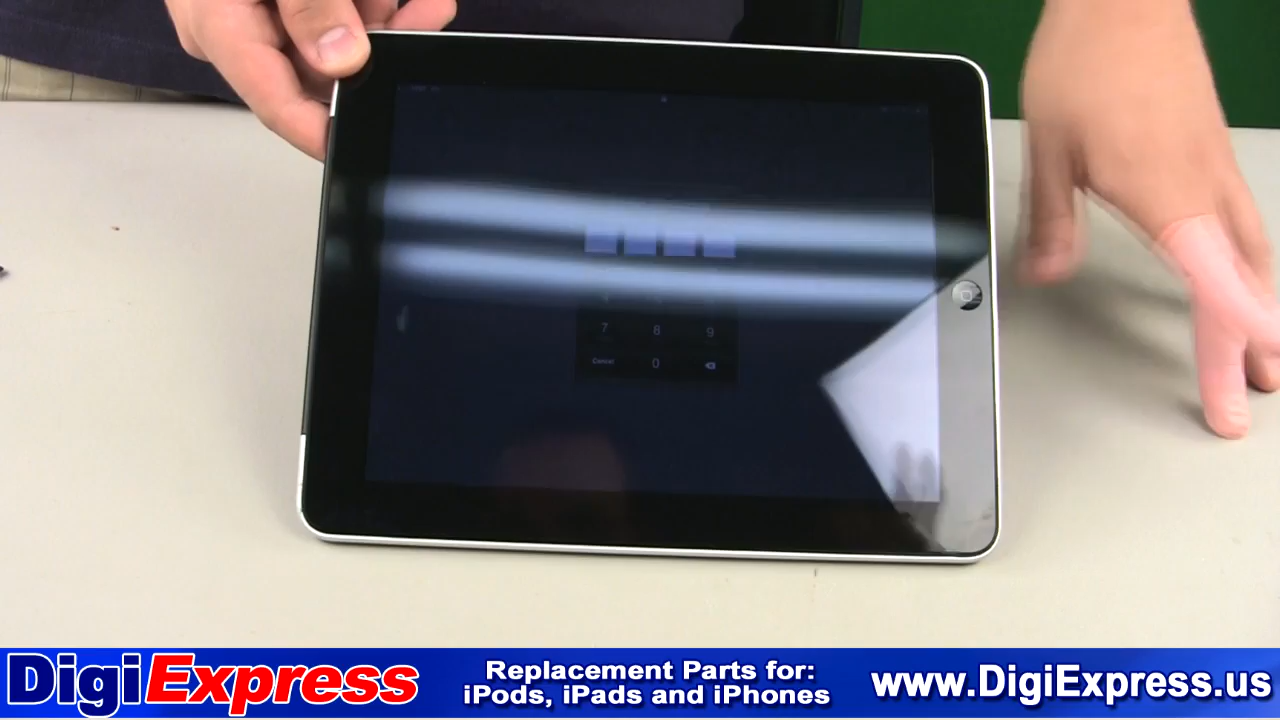 7 8 9
Cancel 0
DigiExpress
Replacement Parts for:
iPods, iPads and iPhones
www.DigiExpress.us